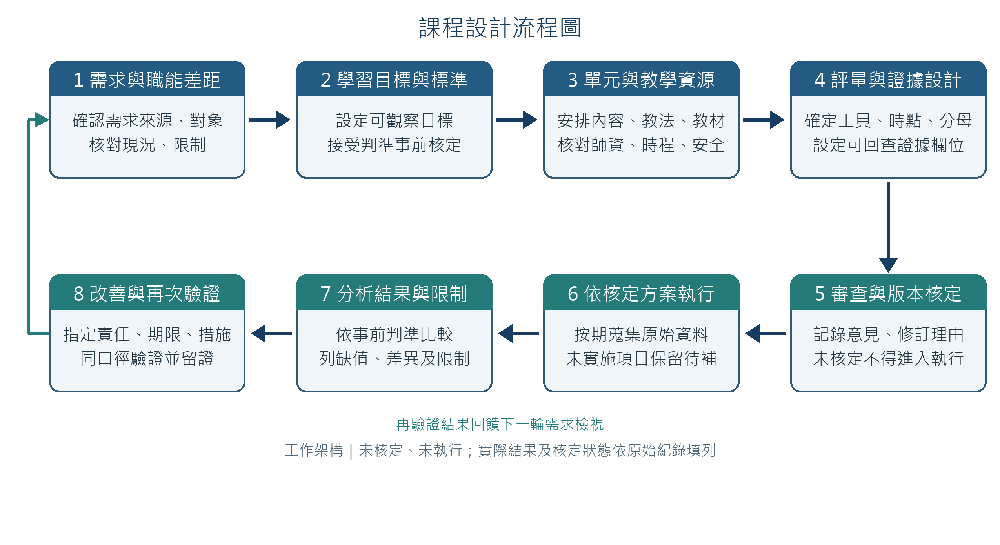 課程設計流程圖
1 需求與職能差距
確認需求來源、對象
核對現況、限制
2 學習目標與標準
設定可觀察目標
接受判準事前核定
3 單元與教學資源
安排內容、教法、教材
核對師資、時程、安全
4 評量與證據設計
確定工具、時點、分母
設定可回查證據欄位
5 審查與版本核定
記錄意見、修訂理由
未核定不得進入執行
6 依核定方案執行
按期蒐集原始資料
未實施項目保留待補
7 分析結果與限制
依事前判準比較
列缺值、差異及限制
8 改善與再次驗證
指定責任、期限、措施
同口徑驗證並留證
再驗證結果回饋下一輪需求檢視
工作架構 | 未核定、未執行；實際結果及核定狀態依原始紀錄填列